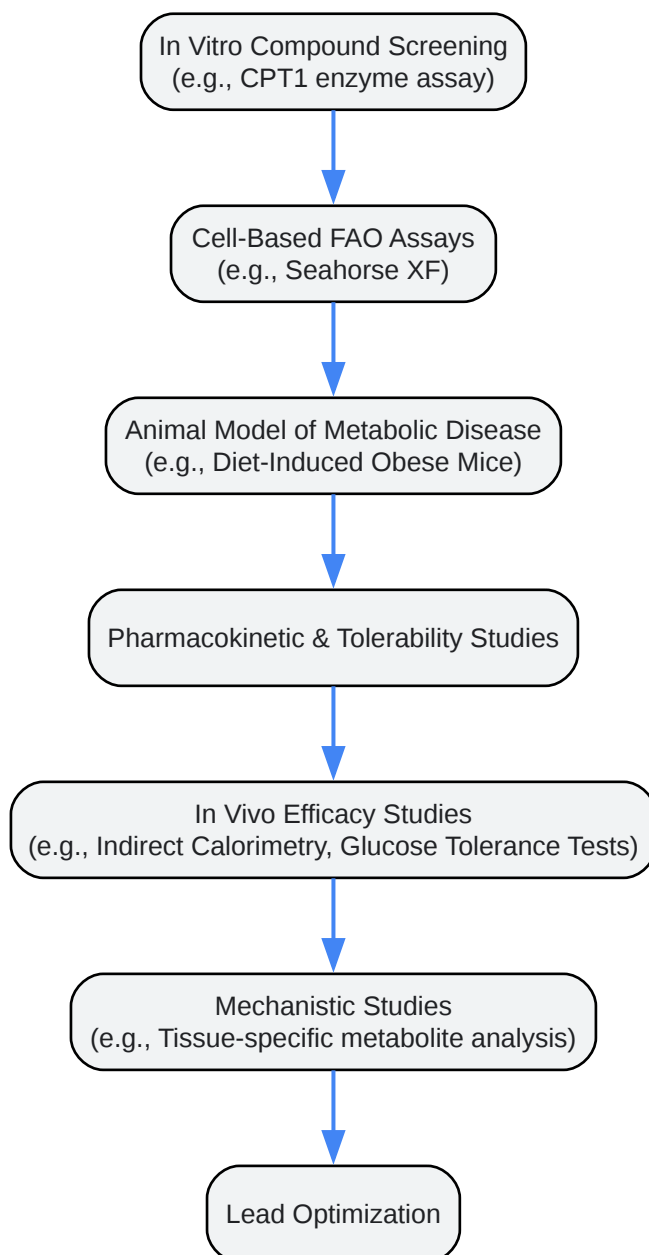 In Vitro Compound Screening
(e.g., CPT1 enzyme assay)
Cell-Based FAO Assays
(e.g., Seahorse XF)
Animal Model of Metabolic Disease
(e.g., Diet-Induced Obese Mice)
Pharmacokinetic & Tolerability Studies
In Vivo Efficacy Studies
(e.g., Indirect Calorimetry, Glucose Tolerance Tests)
Mechanistic Studies
(e.g., Tissue-specific metabolite analysis)
Lead Optimization